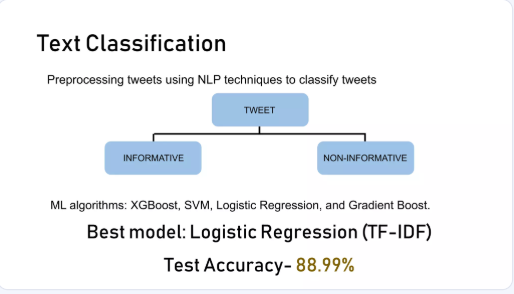 Text Classification
Preprocessing tweets using NLP techniques to classify tweets
TWEET
INFORMATIVE
NON-INFORMATIVE
ML algorithms: XGBoost, SVM, Logistic Regression, and Gradient Boost.
Best model: Logistic Regression (TF-IDF)
Test Accuracy- 88.99%